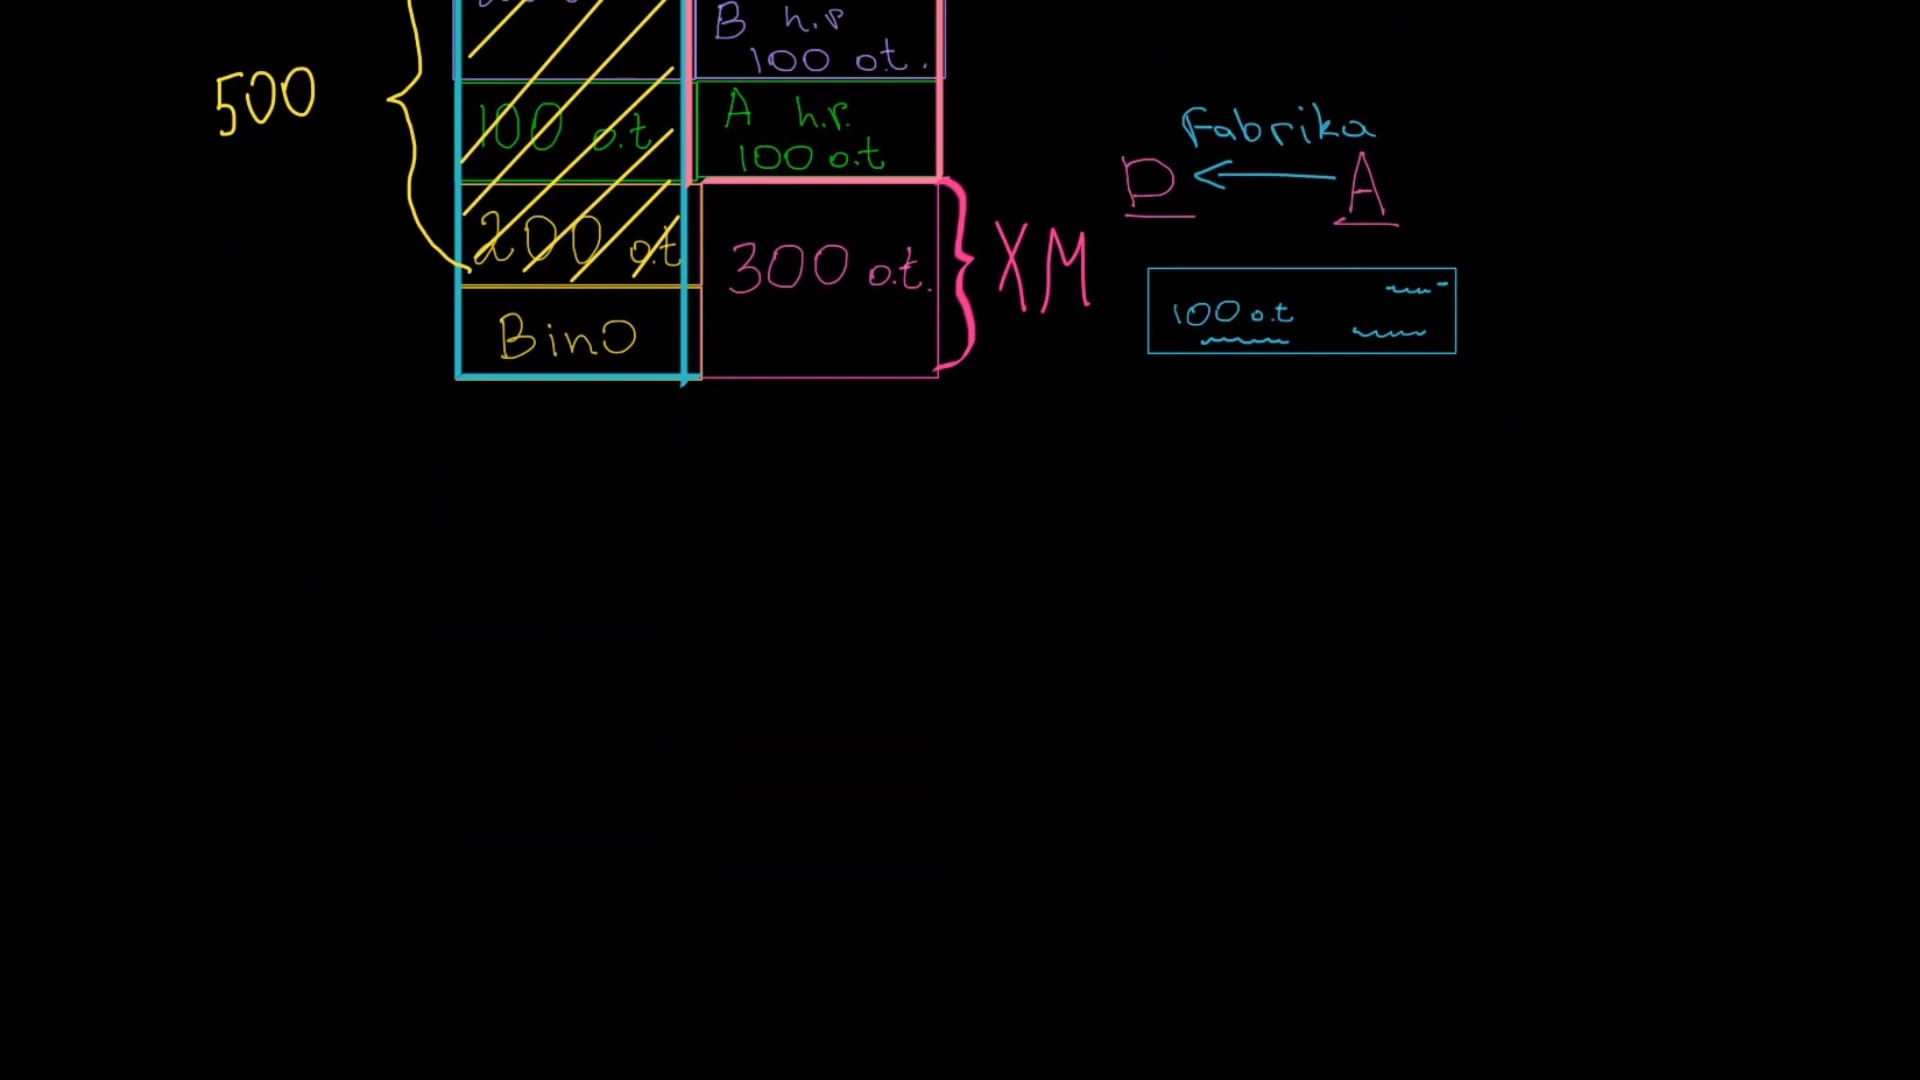 B h.r
100 o.t.
500
100 o.t
A h.r.
100 o.t
Fabrika
D A
200 o.t
300 o.t.
XM
100 o.t
Bino